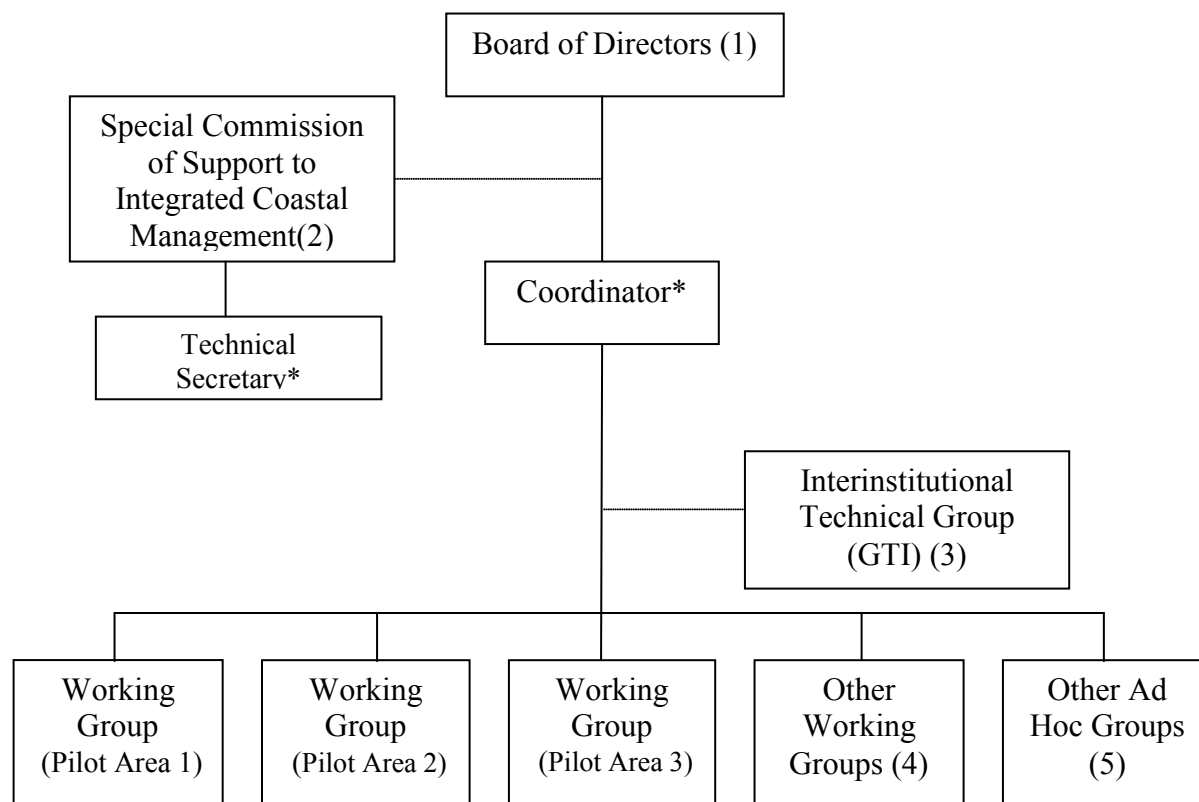 Board of Directors (1)
Special Commission
of Support to
Integrated Coastal
Management(2)
Coordinator*
Technical
Secretary*
Interinstitutional
Technical Group
(GTI) (3)
Working
Group
(Pilot Area 1)
Working
Group
(Pilot Area 2)
Working
Group
(Pilot Area 3)
Other
Working
Groups (4)
Other Ad
Hoc Groups
(5)